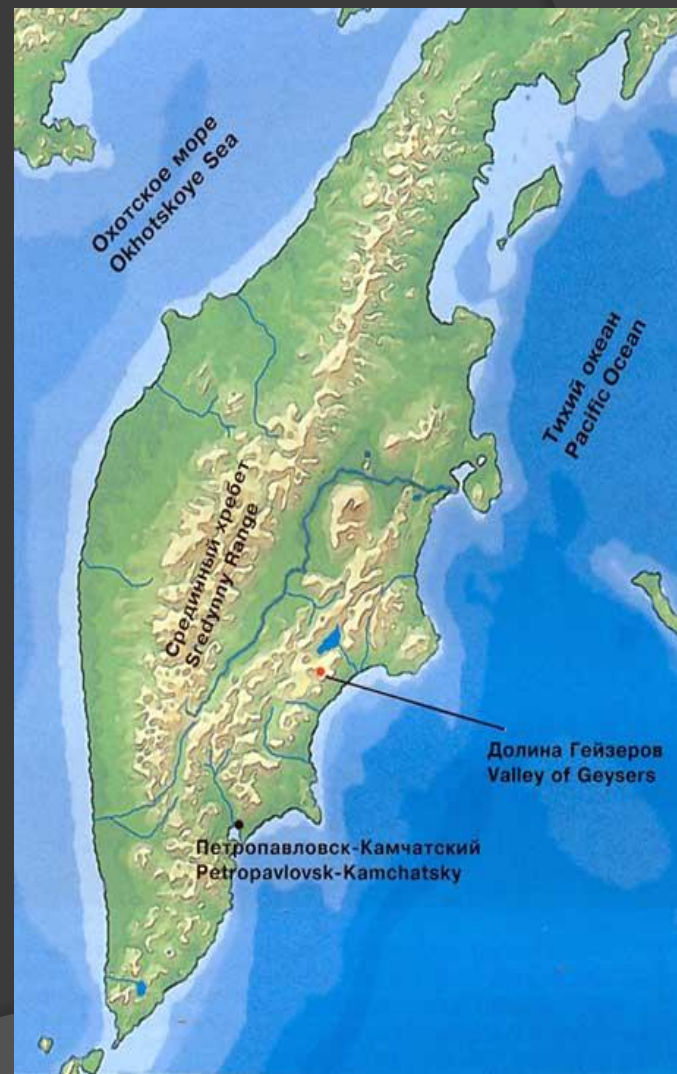 Охотское море
Okhotskoye Sea
Тихий океан
Pacific Ocean
Срединный хребет
Sredynny Range
Долина Гейзеров
Valley of Geysers
Петропавловск-Камчатский
Petropavlovsk-Kamchatsky